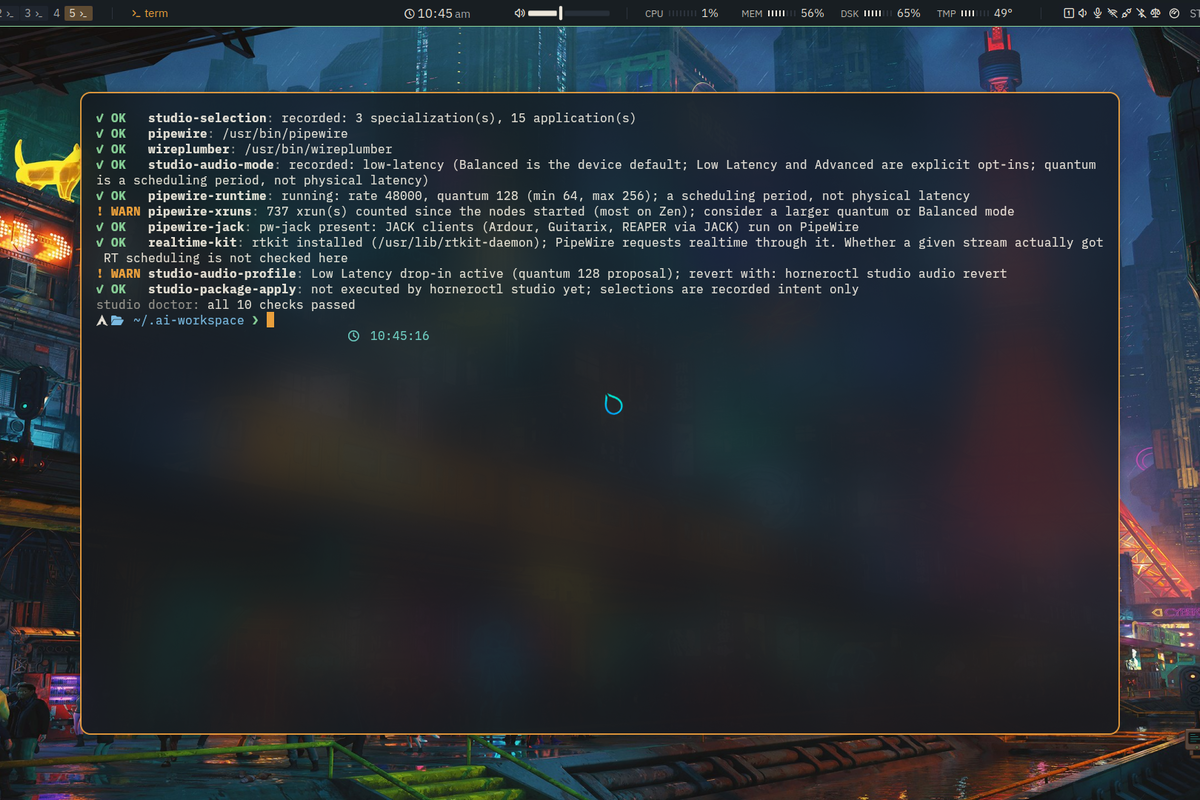 3 4 5 term 10:45 am CPU 1% MEM 56% DSK 65% TMP 49°
✓ OK studio-selection: recorded: 3 specialization(s), 15 application(s)
✓ OK pipewire: /usr/bin/pipewire
✓ OK wireplumber: /usr/bin/wireplumber
✓ OK studio-audio-mode: recorded: low-latency (Balanced is the device default; Low Latency and Advanced are explicit opt-ins; quantum
is a scheduling period, not physical latency)
✓ OK pipewire-runtime: running: rate 48000, quantum 128 (min 64, max 256); a scheduling period, not physical latency
! WARN pipewire-xruns: 737 xrun(s) counted since the nodes started (most on Zen); consider a larger quantum or Balanced mode
✓ OK pipewire-jack: pw-jack present: JACK clients (Ardour, Guitarix, REAPER via JACK) run on PipeWire
✓ OK realtime-kit: rtkit installed (/usr/lib/rtkit-daemon); PipeWire requests realtime through it. Whether a given stream actually got
RT scheduling is not checked here
! WARN studio-audio-profile: Low Latency drop-in active (quantum 128 proposal); revert with: horneroctl studio audio revert
✓ OK studio-package-apply: not executed by horneroctl studio yet; selections are recorded intent only
studio doctor: all 10 checks passed
~/.ai-workspace ❯
10:45:16